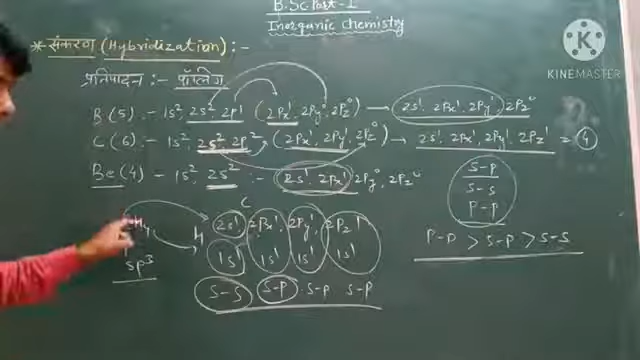 B.Sc Part-I
Inorganic chemistry
* संकरण (Hybridization) :-
प्रतिपादन :- पॉलिंग
B(5) :- 1s², 2s² 2p¹ (2Px¹, 2Py⁰, 2Pz⁰) → 2s¹, 2Px¹, 2Py¹, 2Pz⁰
C(6) :- 1s², 2s², 2p² (2Px¹, 2Py¹, 2Pz⁰) → 2s¹, 2Px¹, 2Py¹, 2Pz¹ = 4
Be(4) - 1s², 2s² :- 2s¹, 2Px¹, 2Py⁰, 2Pz⁰
S-P
S-S
P-P
P-P > S-P > S-S
C
2s¹, 2Px¹, 2Py¹, 2Pz¹
H
1s¹ 1s¹ 1s¹ 1s¹
H₄
sp³
S-S S-P S-P S-P
KINEMASTER